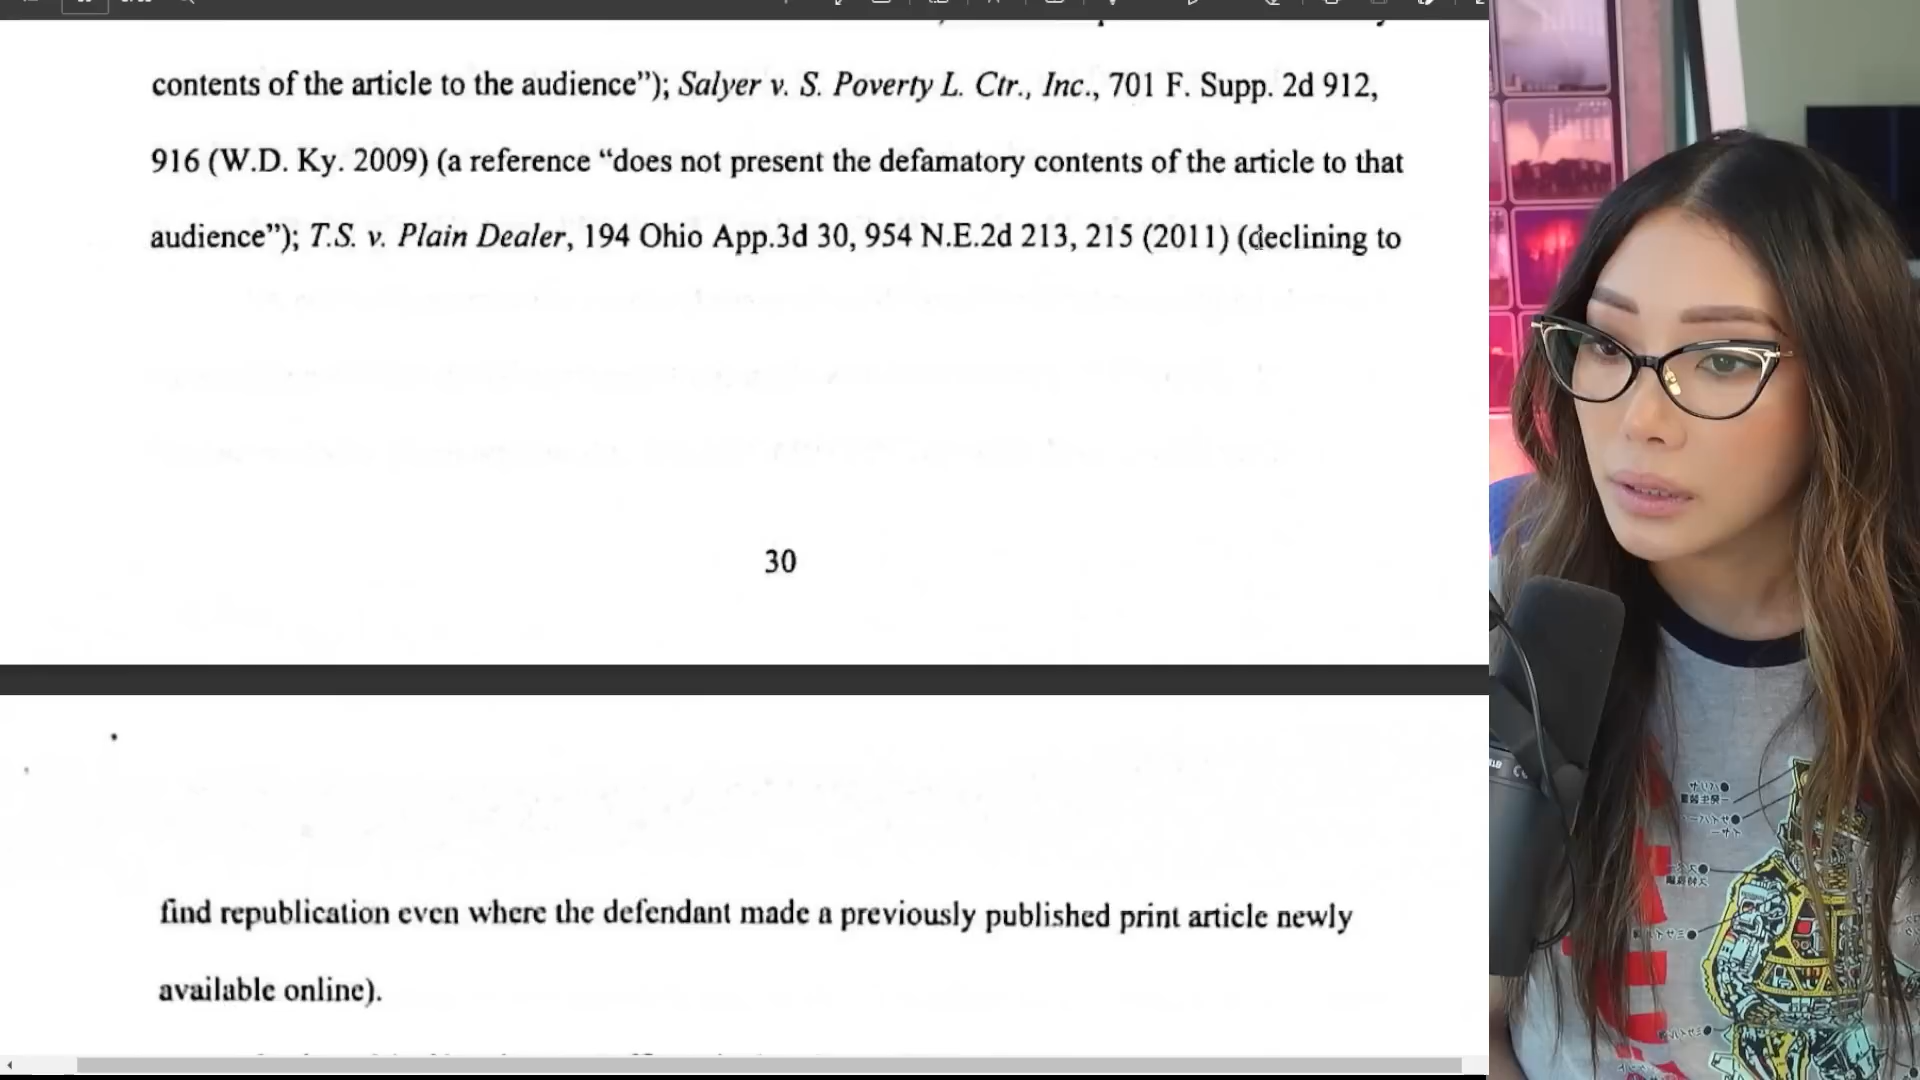 contents of the article to the audience”); Salyer v. S. Poverty L. Ctr., Inc., 701 F. Supp. 2d 912,
916 (W.D. Ky. 2009) (a reference “does not present the defamatory contents of the article to that
audience”); T.S. v. Plain Dealer, 194 Ohio App.3d 30, 954 N.E.2d 213, 215 (2011) (declining to
30
find republication even where the defendant made a previously published print article newly
available online).